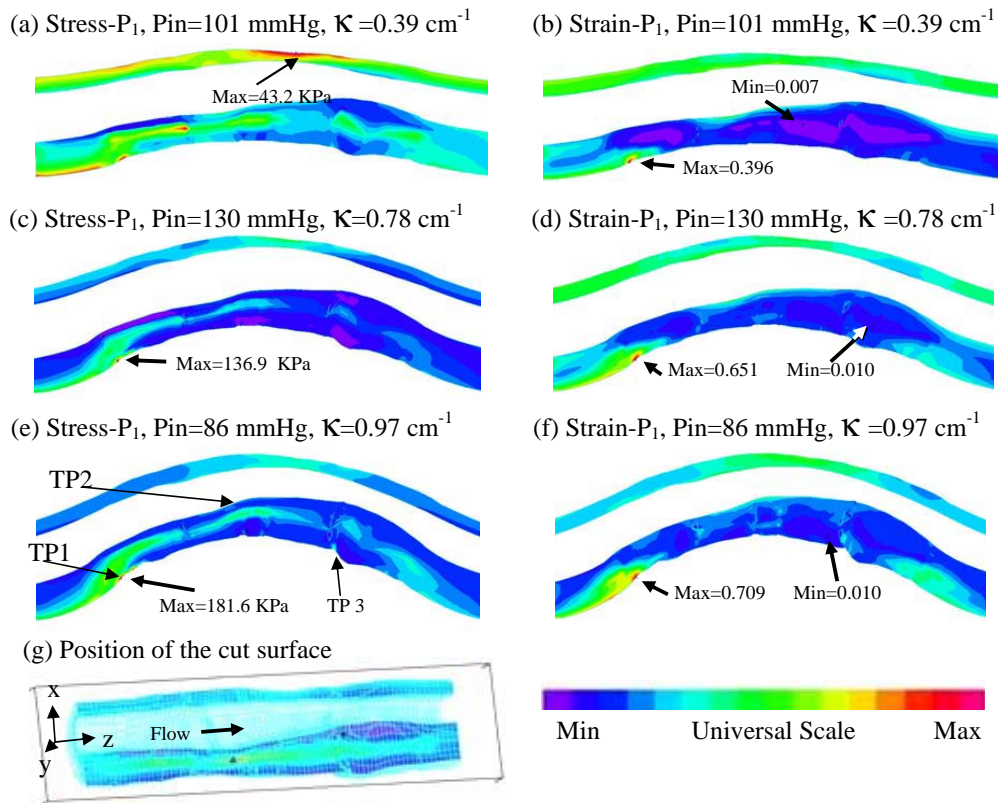 (a) Stress-P₁, Pin=101 mmHg, κ =0.39 cm⁻¹
(b) Strain-P₁, Pin=101 mmHg, κ=0.39 cm⁻¹
Max=43.2 KPa
Min=0.007
Max=0.396
(c) Stress-P₁, Pin=130 mmHg, κ=0.78 cm⁻¹
(d) Strain-P₁, Pin=130 mmHg, κ=0.78 cm⁻¹
Max=136.9 KPa
Max=0.651
Min=0.010
(e) Stress-P₁, Pin=86 mmHg, κ=0.97 cm⁻¹
(f) Strain-P₁, Pin=86 mmHg, κ =0.97 cm⁻¹
TP2
TP1
Max=181.6 KPa
TP 3
Max=0.709
Min=0.010
(g) Position of the cut surface
x
Flow
z
y
Min
Universal Scale
Max